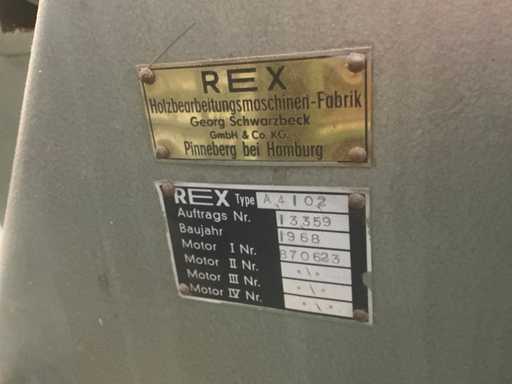 REX
Holzbearbeitungsmaschinen-Fabrik
Georg Schwarzbeck
GmbH & Co. KG.
Pinneberg bei Hamburg
REX Type A 4102
Auftrags Nr. 13359
Baujahr 1968
Motor I Nr. 870623
Motor II Nr. ·/·
Motor III Nr. ·/·
Motor IV Nr. ·/·